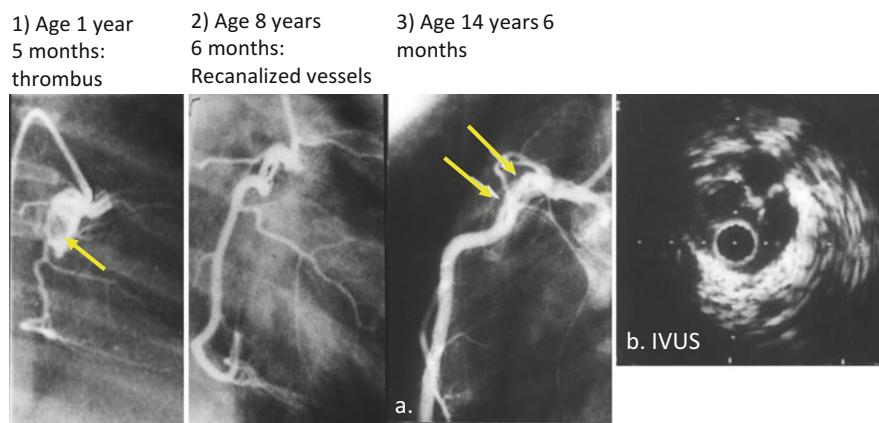 1) Age 1 year
5 months:
thrombus
2) Age 8 years
6 months:
Recanalized vessels
3) Age 14 years 6
months
a.
b. IVUS